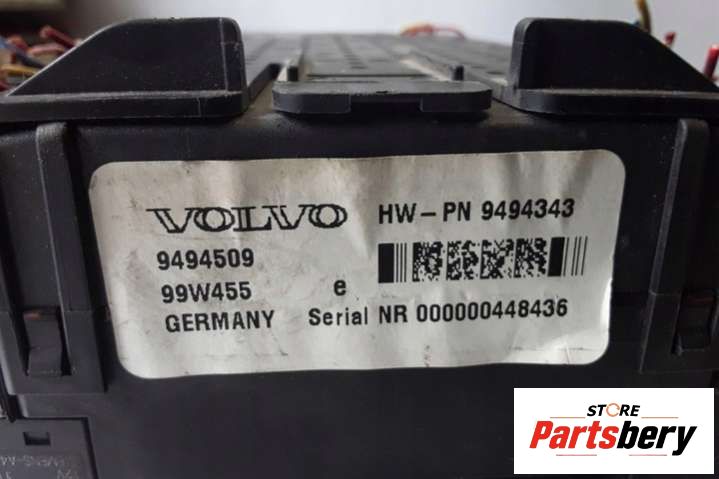 VOLVO
HW-PN 9494343
9494509
99W455
e
GERMANY
Serial NR 000000448436
STORE
Partsbery